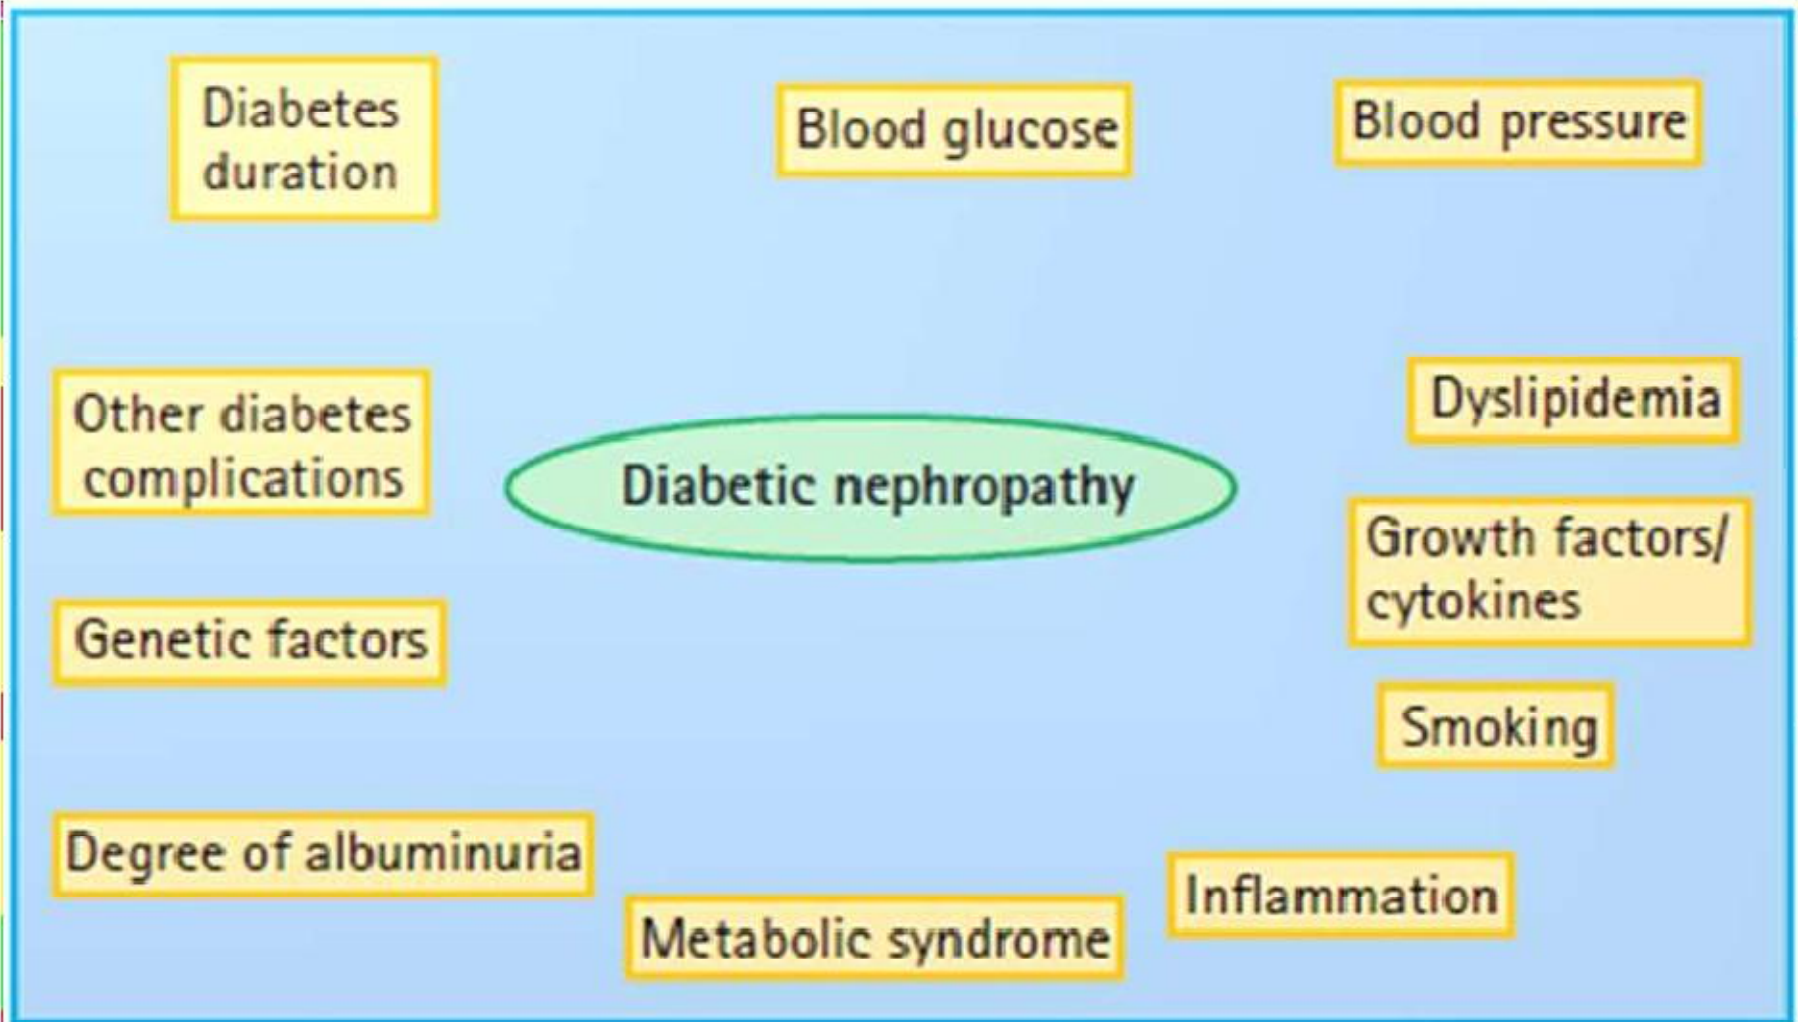 Diabetes
duration
Blood glucose
Blood pressure
Other diabetes
complications
Dyslipidemia
Diabetic nephropathy
Growth factors/
cytokines
Genetic factors
Smoking
Degree of albuminuria
Inflammation
Metabolic syndrome